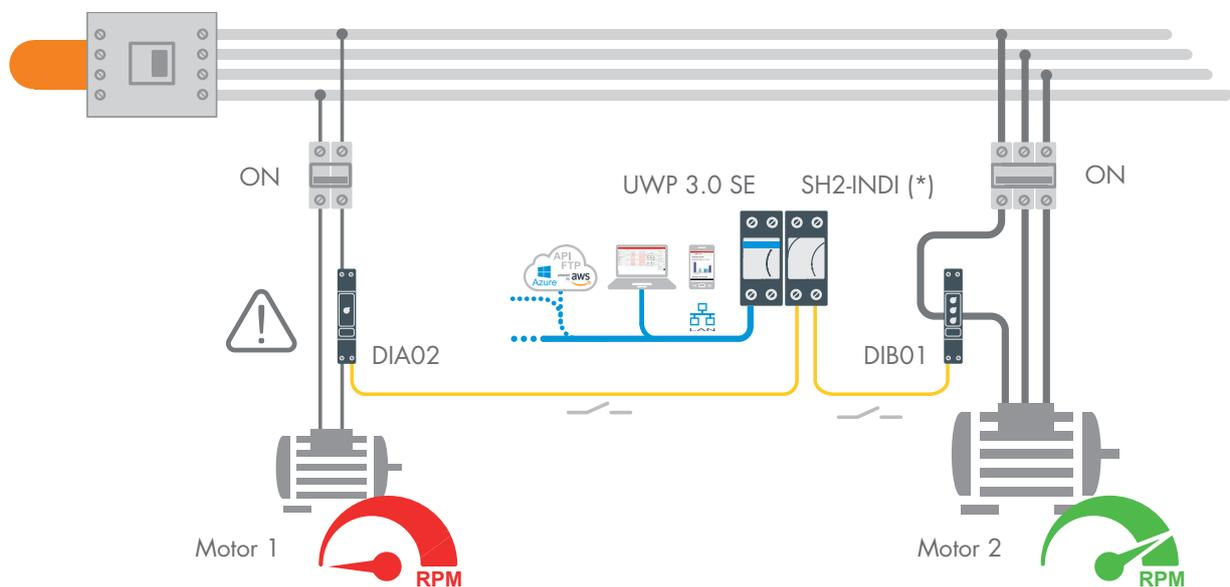 ON
ON
UWP 3.0 SE
SH2-INDI (*)
API
FTP
Azure
aws
LAN
DIA02
DIB01
Motor 1
RPM
Motor 2
RPM